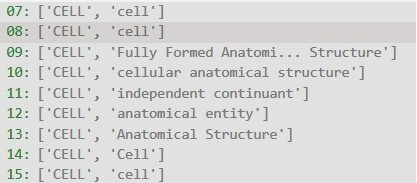 07: ['CELL', 'cell']
08: ['CELL', 'cell']
09: ['CELL', 'Fully Formed Anatomi... Structure']
10: ['CELL', 'cellular anatomical structure']
11: ['CELL', 'independent continuant']
12: ['CELL', 'anatomical entity']
13: ['CELL', 'Anatomical Structure']
14: ['CELL', 'Cell']
15: ['CELL', 'cell']